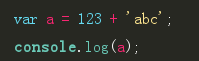 var a = 123 + 'abc';
console.log(a);